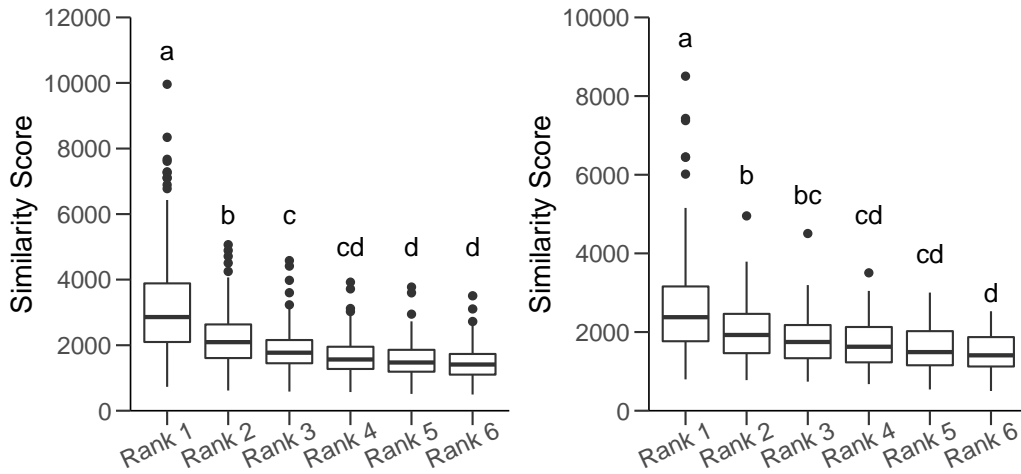 Similarity Score
12000
10000
8000
6000
4000
2000
0
a
b
c
cd
d
d
Rank 1
Rank 2
Rank 3
Rank 4
Rank 5
Rank 6
Similarity Score
10000
8000
6000
4000
2000
0
a
b
bc
cd
cd
d
Rank 1
Rank 2
Rank 3
Rank 4
Rank 5
Rank 6